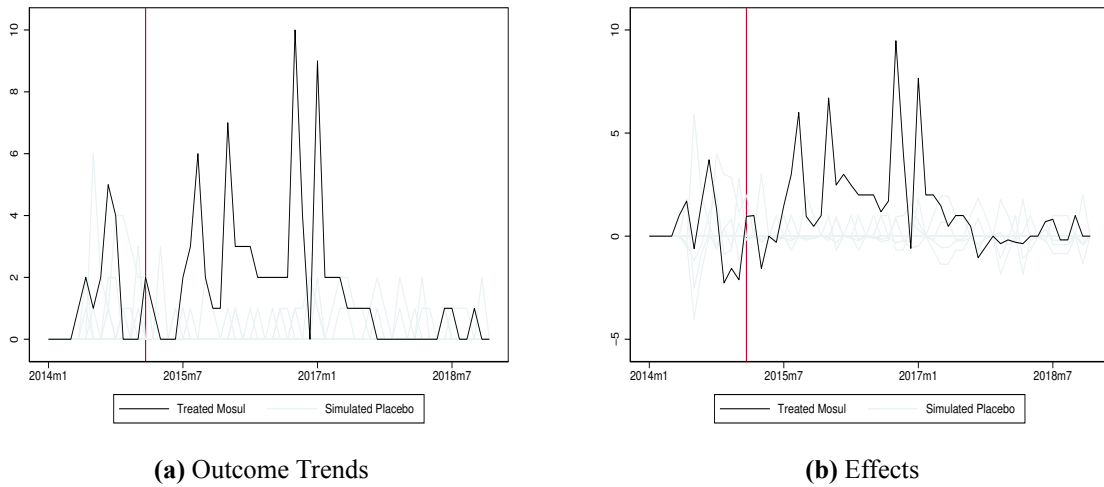 10
8
6
4
2
0
2014m1 2015m7 2017m1 2018m7
Treated Mosul Simulated Placebo
(a) Outcome Trends
10
5
0
−5
2014m1 2015m7 2017m1 2018m7
Treated Mosul Simulated Placebo
(b) Effects